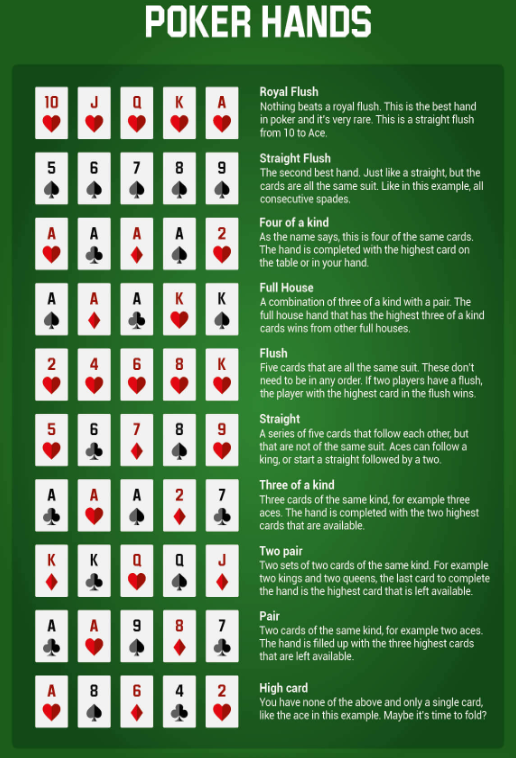 POKER HANDS
10 J Q K A
Royal Flush
Nothing beats a royal flush. This is the best hand
in poker and it's very rare. This is a straight flush
from 10 to Ace.
5 6 7 8 9
Straight Flush
The second best hand. Just like a straight, but the
cards are all the same suit. Like in this example, all
consecutive spades.
A A A A 2
Four of a kind
As the name says, this is four of the same cards.
The hand is completed with the highest card on
the table or in your hand.
A A A K K
Full House
A combination of three of a kind with a pair. The
full house hand that has the highest three of a kind
cards wins from other full houses.
2 4 6 8 K
Flush
Five cards that are all the same suit. These don't
need to be in any order. If two players have a flush,
the player with the highest card in the flush wins.
5 6 7 8 9
Straight
A series of five cards that follow each other, but
that are not of the same suit. Aces can follow a
king, or start a straight followed by a two.
A A A 2 7
Three of a kind
Three cards of the same kind, for example three
aces. The hand is completed with the two highest
cards that are available.
K K Q Q J
Two pair
Two sets of two cards of the same kind. For example
two kings and two queens, the last card to complete
the hand is the highest card that is left available.
A A 9 8 7
Pair
Two cards of the same kind, for example two aces.
The hand is filled up with the three highest cards
that are left available.
A 8 6 4 2
High card
You have none of the above and only a single card,
like the ace in this example. Maybe it's time to fold?